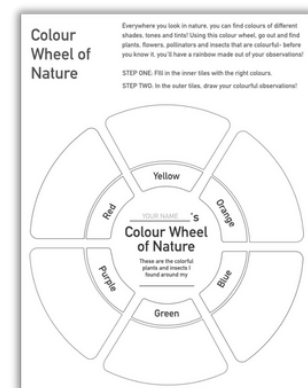 Colour
Wheel of
Nature
Everywhere you look in nature, you can find colours of different
shades, tones and tints! Using this colour wheel, go out and find
plants, flowers, pollinators and insects that are colourful- before
you know it, you'll have a rainbow made out of your observations!
STEP ONE: Fill in the inner tiles with the right colours.
STEP TWO: In the outer tiles, draw your colourful observations!
Yellow
Red
Orange
YOUR NAME 's
Colour Wheel
of Nature
These are the colorful
plants and insects I
found around my
Purple
Blue
Green